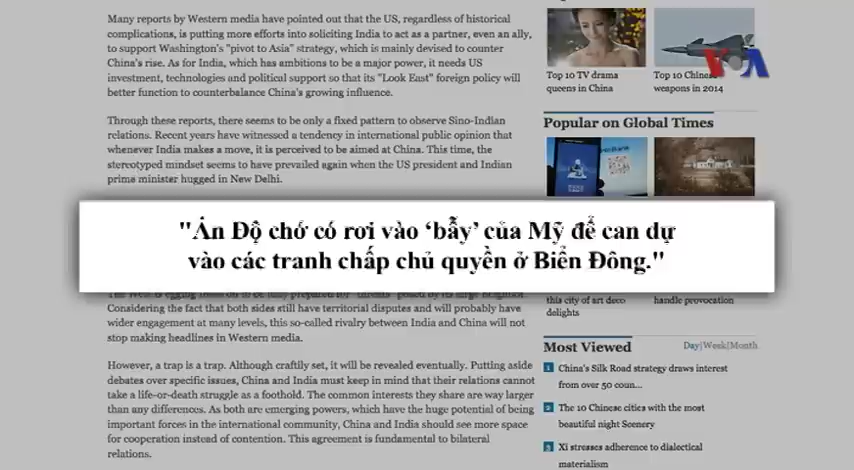 Many reports by Western media have pointed out that the US, regardless of historical
complications, is putting more efforts into soliciting India to act as a partner, even an ally,
to support Washington's "pivot to Asia" strategy, which is mainly devised to counter
China's rise. As for India, which has ambitions to be a major power, it needs US
investment, technologies and political support so that its "Look East" foreign policy will
better function to counterbalance China's growing influence.
Through these reports, there seems to be only a fixed pattern to observe Sino-Indian
relations. Recent years have witnessed a tendency in international public opinion that
whenever India makes a move, it is perceived to be aimed at China. This time, the
stereotyped mindset seems to have prevailed again when the US president and Indian
prime minister hugged in New Delhi.
"Ấn Độ chớ có rơi vào ‘bẫy’ của Mỹ để can dự
vào các tranh chấp chủ quyền ở Biển Đông."
Considering the fact that both sides still have territorial disputes and will probably have
wider engagement at many levels, this so-called rivalry between India and China will not
stop making headlines in Western media.
However, a trap is a trap. Although craftily set, it will be revealed eventually. Putting aside
debates over specific issues, China and India must keep in mind that their relations cannot
take a life-or-death struggle as a foothold. The common interests they share are way larger
than any differences. As both are emerging powers, which have the huge potential of being
important forces in the international community, China and India should see more space
for cooperation instead of contention. This agreement is fundamental to bilateral
relations.
VOA
Top 10 TV drama
queens in China
Top 10 Chinese
weapons in 2014
Popular on Global Times
this city of art deco
delights
handle provocation
Most Viewed
Day|Week|Month
1 China's Silk Road strategy draws interest
from over 50 coun...
2 The 10 Chinese cities with the most
beautiful night Scenery
3 Xi stresses adherence to dialectical
materialism